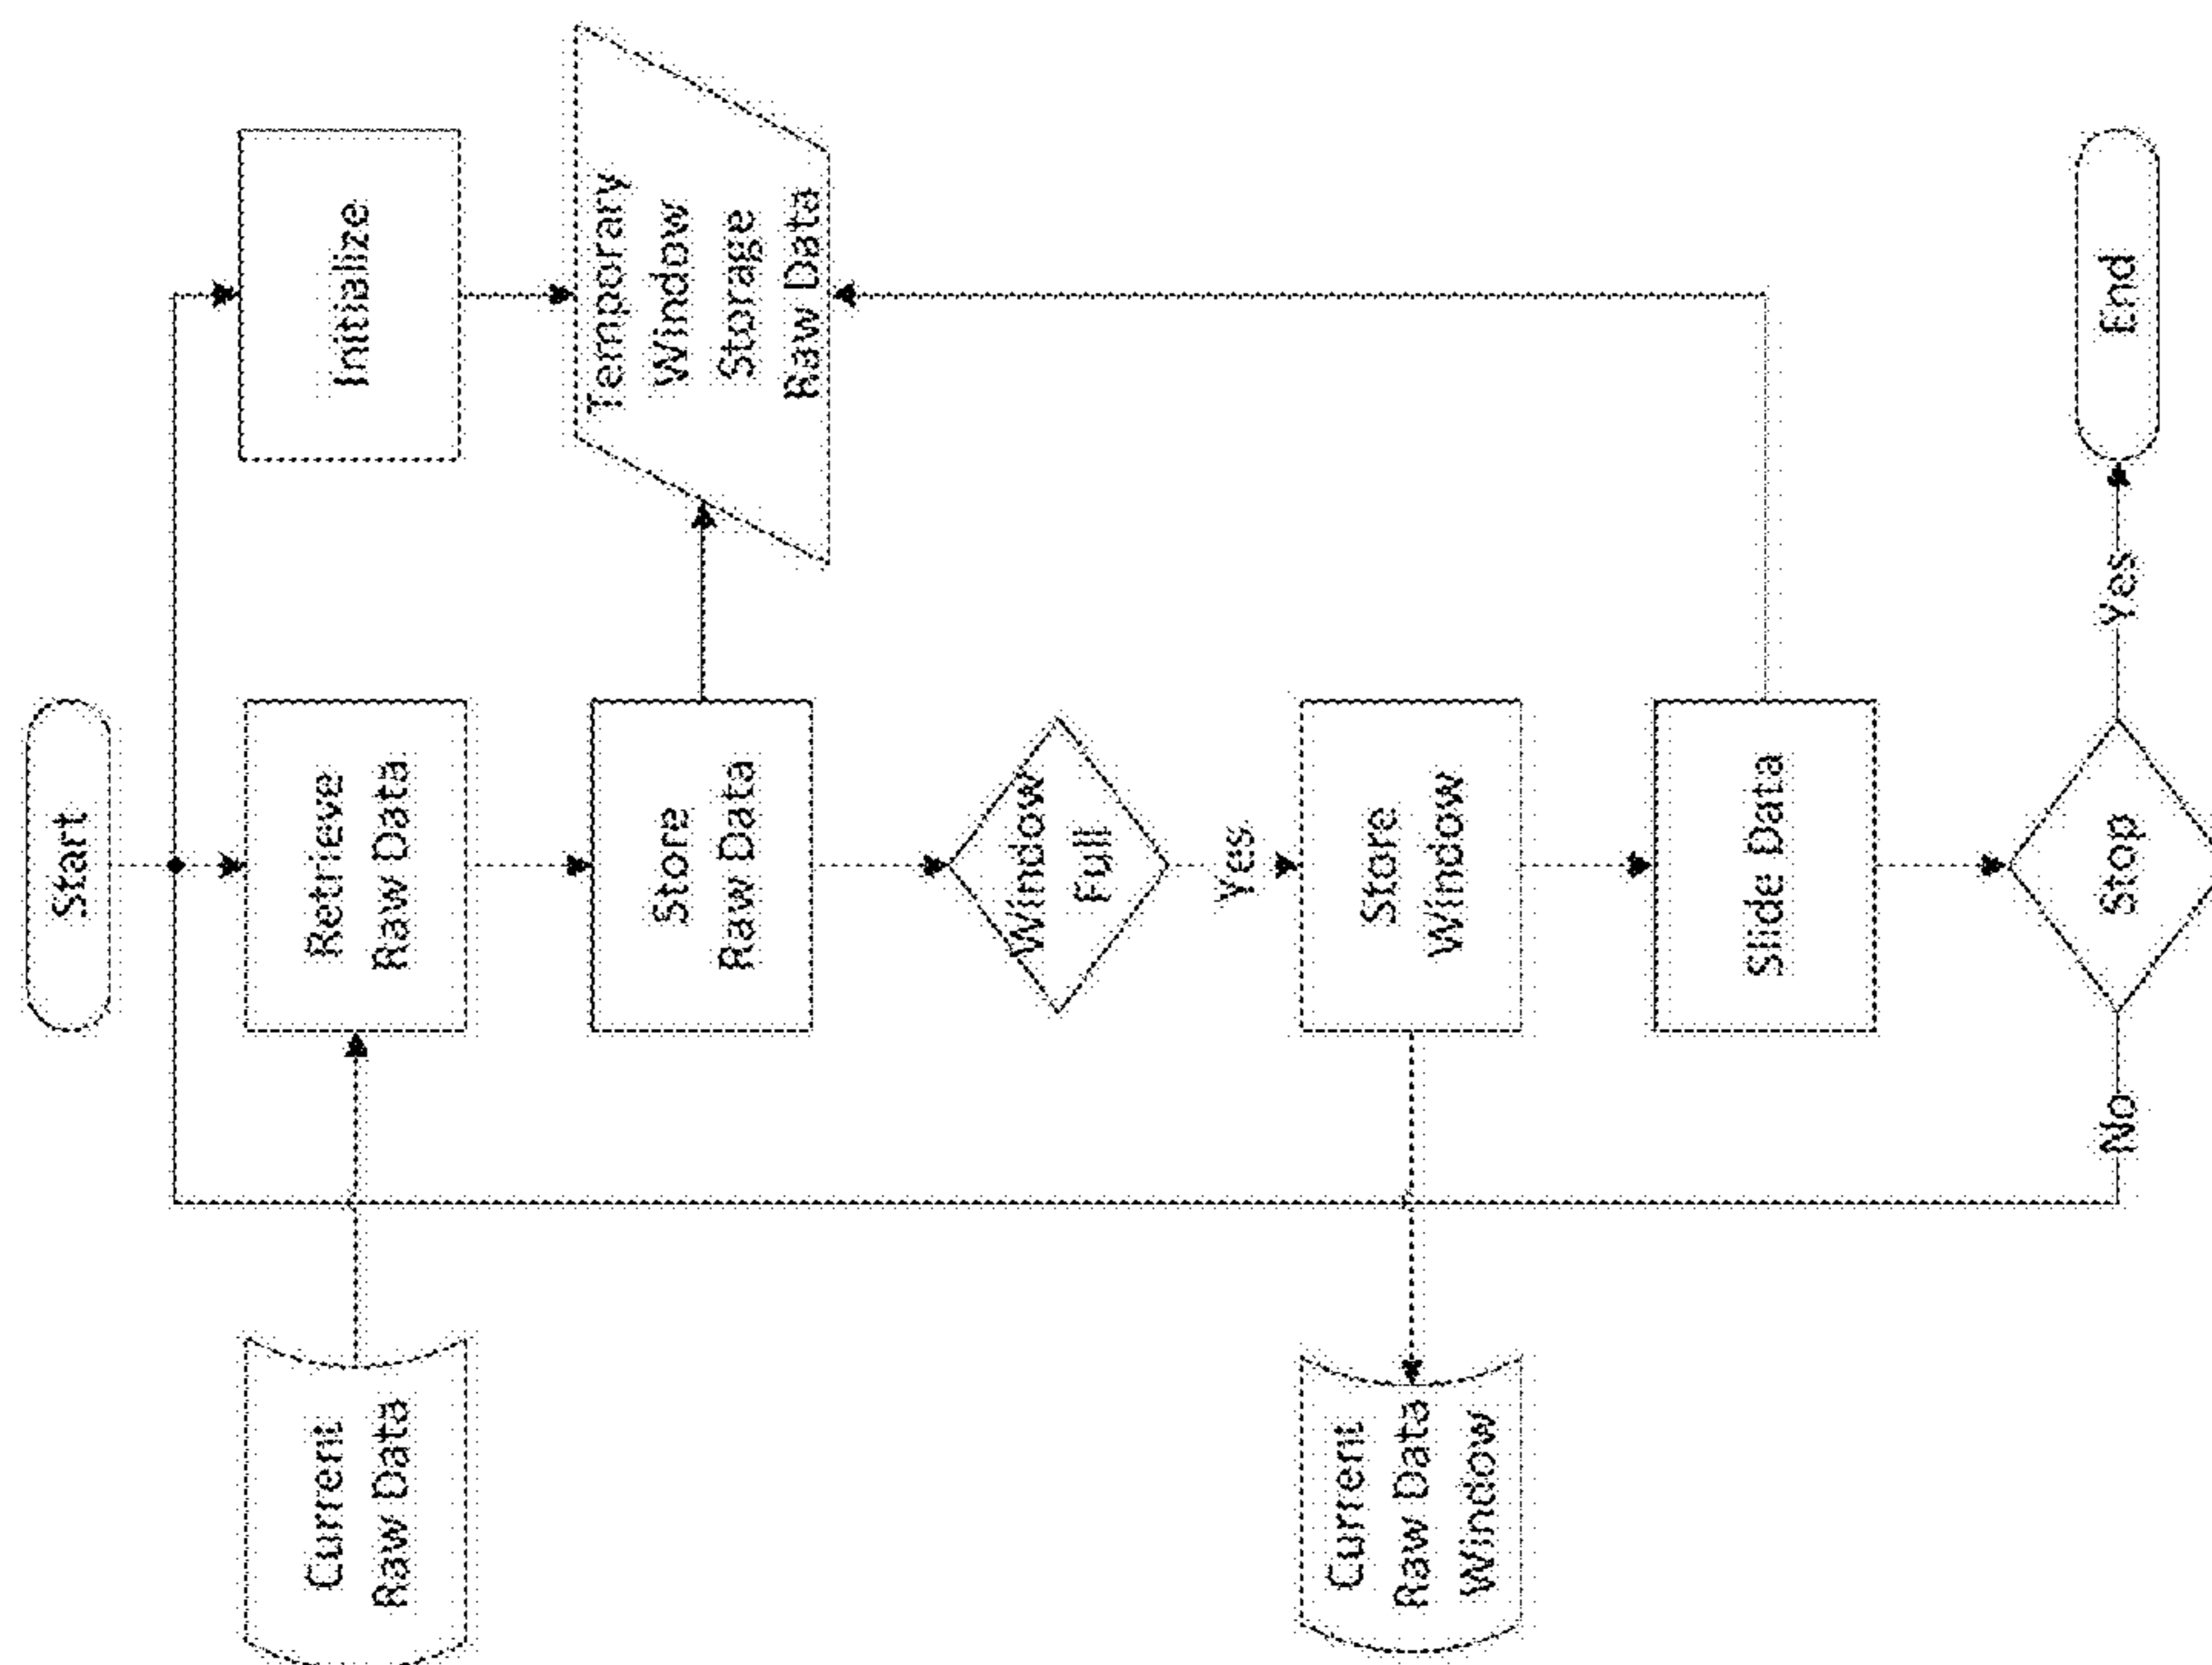 Start
Initialize
Retrieve
Raw Data
Current
Raw Data
Temporary
Window
Storage
Raw Data
Store
Raw Data
Window
Full
Yes
Store
Window
Current
Raw Data
Window
Slide Data
Stop
Yes
End
No